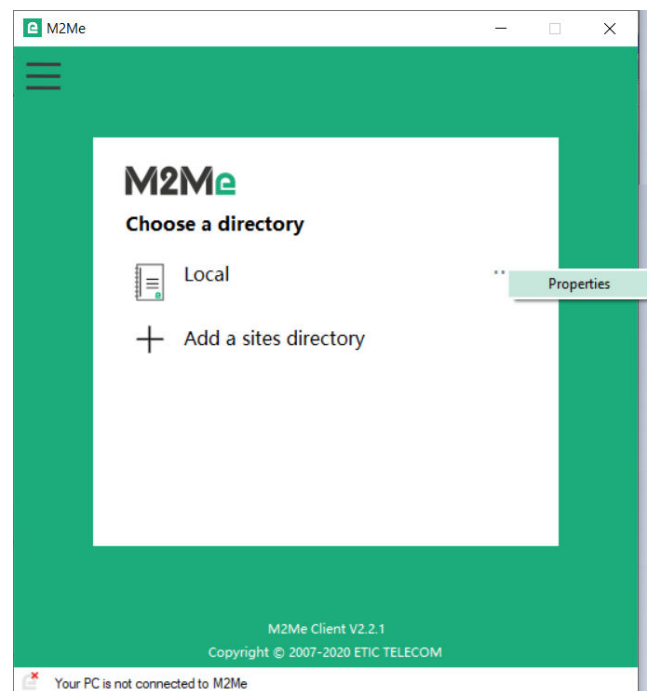 M2Me
M2Me
Choose a directory
Local
Properties
Add a sites directory
M2Me Client V2.2.1
Copyright © 2007-2020 ETIC TELECOM
Your PC is not connected to M2Me